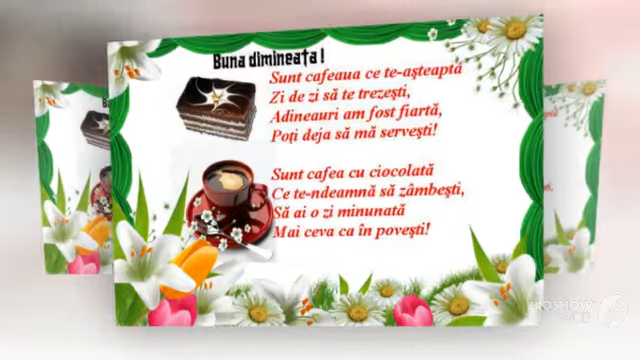 Buna dimineața !
Sunt cafeaua ce te-așteaptă
Zi de zi să te trezești,
Adineauri am fost fiartă,
Poți deja să mă servești!
Sunt cafea cu ciocolată
Ce te-ndeamnă să zâmbești,
Să ai o zi minunată
Mai ceva ca în povești!